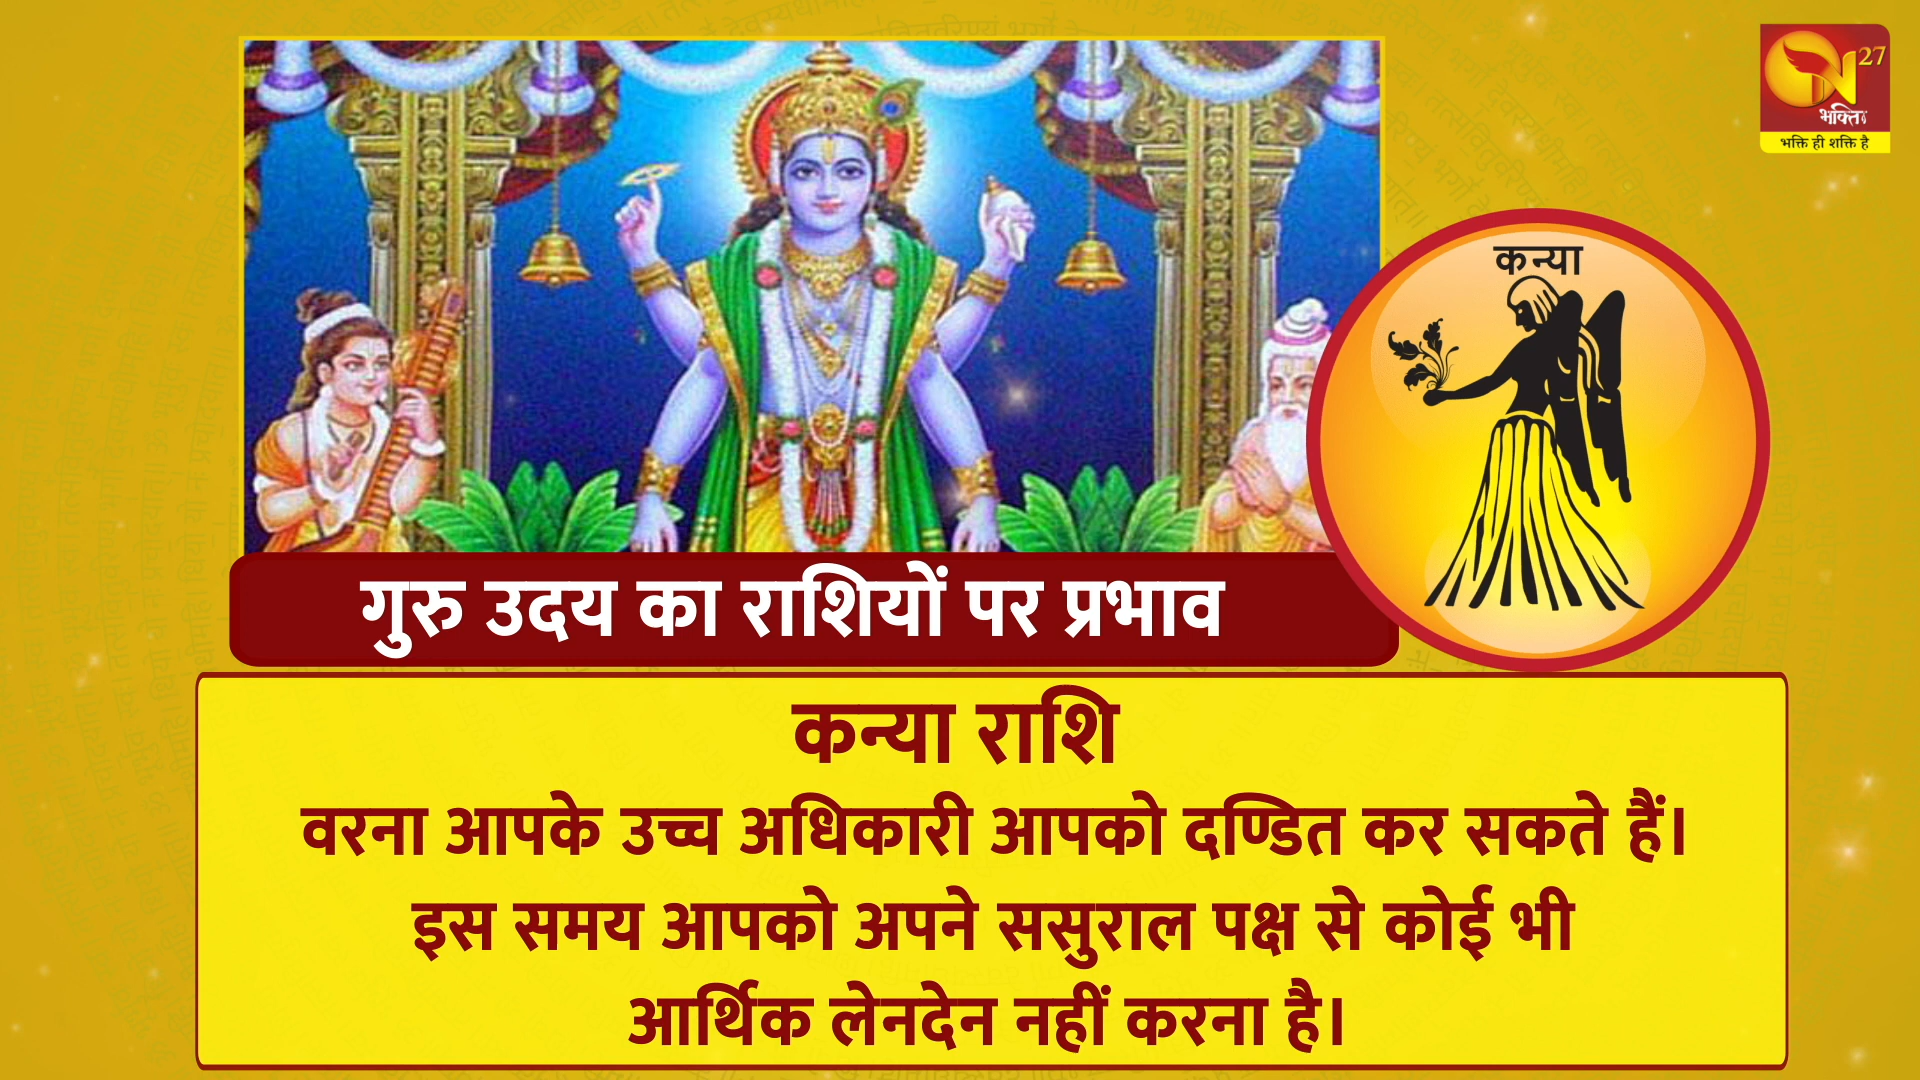 27
भक्ति
भक्ति ही शक्ति है
कन्या
गुरु उदय का राशियों पर प्रभाव
कन्या राशि
वरना आपके उच्च अधिकारी आपको दण्डित कर सकते हैं।
इस समय आपको अपने ससुराल पक्ष से कोई भी
आर्थिक लेनदेन नहीं करना है।